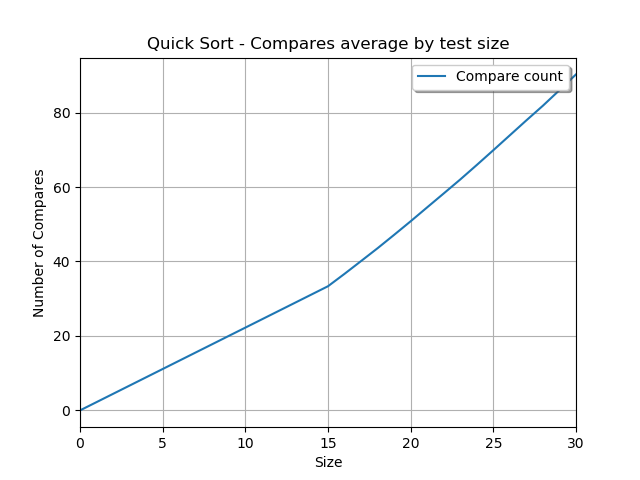 Quick Sort - Compares average by test size
Compare count
Number of Compares
80
60
40
20
0
0 5 10 15 20 25 30
Size